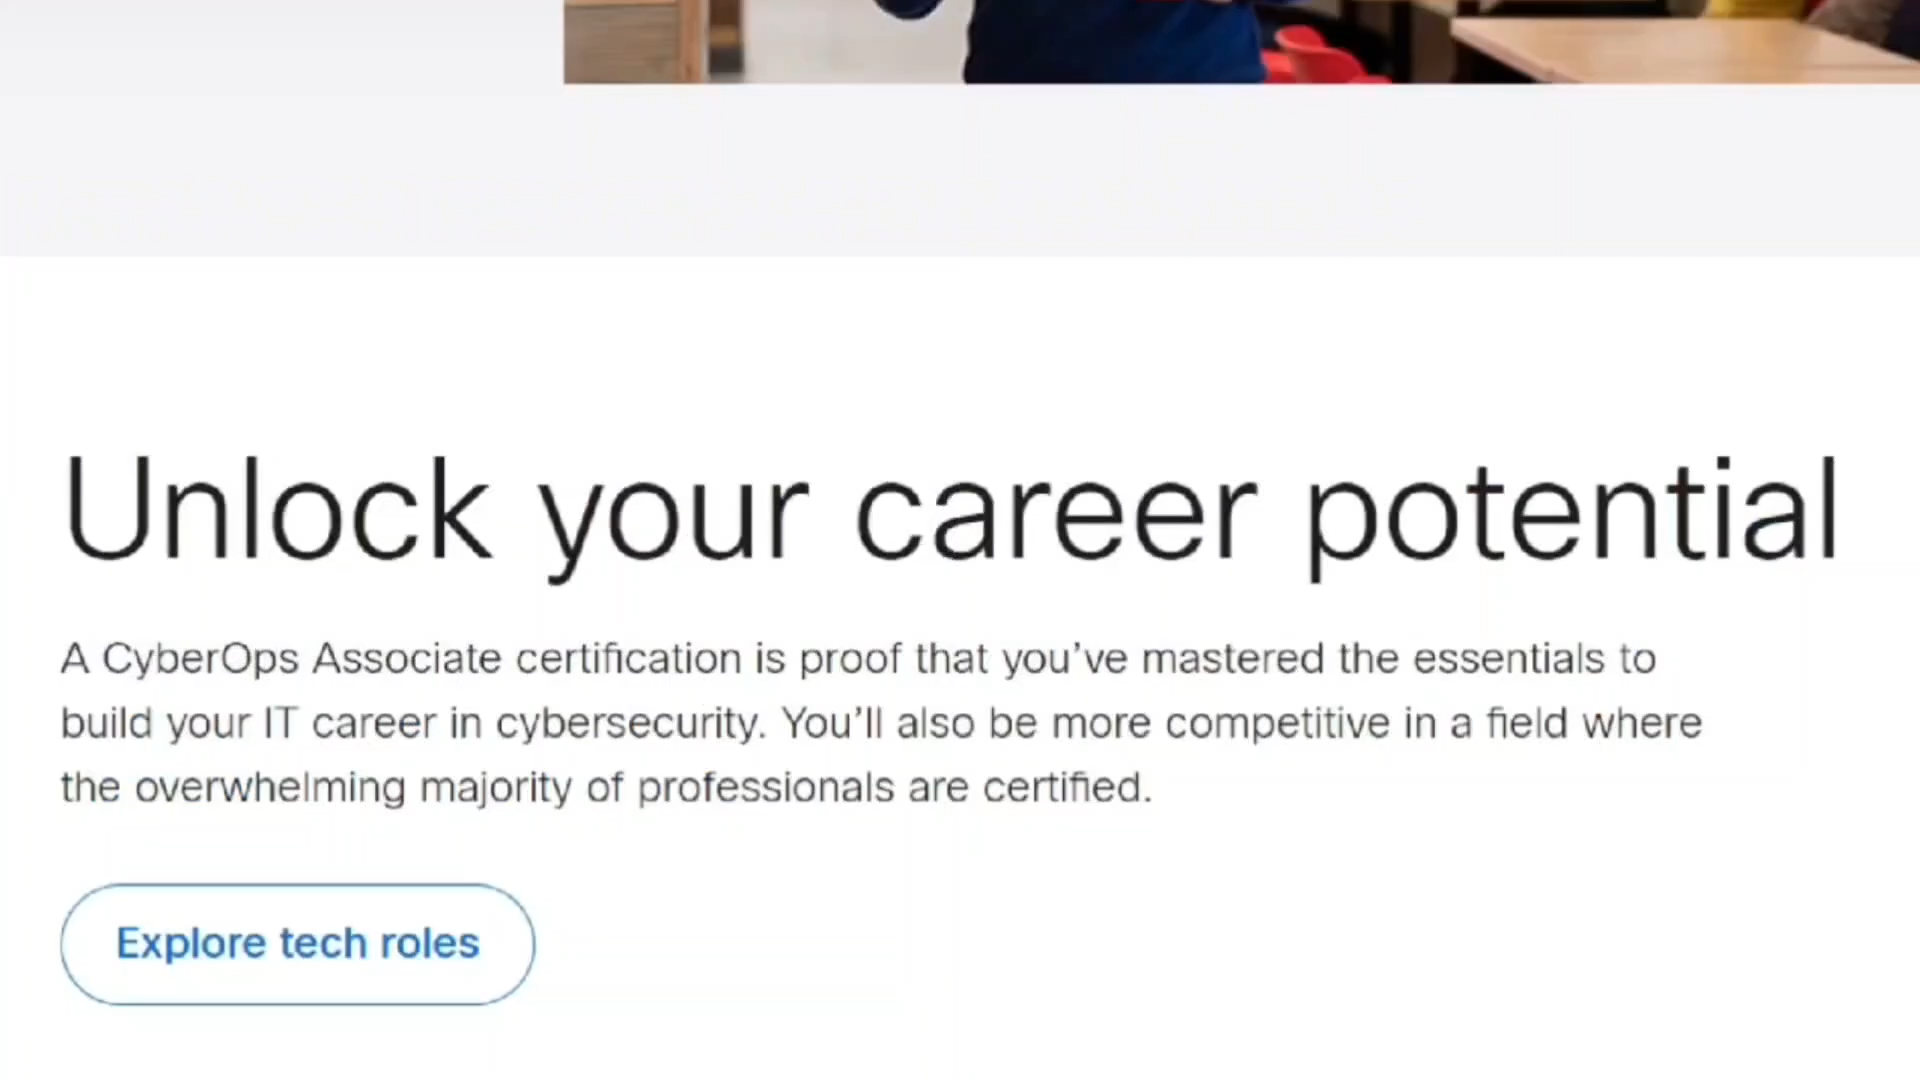 Unlock your career potential
A CyberOps Associate certification is proof that you’ve mastered the essentials to
build your IT career in cybersecurity. You’ll also be more competitive in a field where
the overwhelming majority of professionals are certified.
Explore tech roles